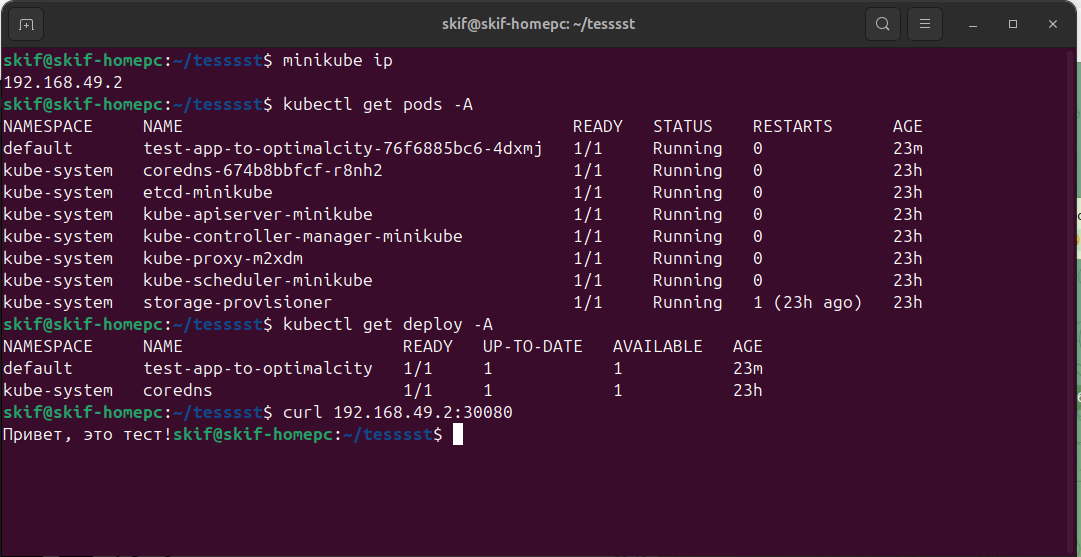 skif@skif-homepc: ~/tesssst
skif@skif-homepc:~/tesssst$ minikube ip
192.168.49.2
skif@skif-homepc:~/tesssst$ kubectl get pods -A
NAMESPACE     NAME                                       READY   STATUS    RESTARTS      AGE
default       test-app-to-optimalcity-76f6885bc6-4dxmj   1/1     Running   0             23m
kube-system   coredns-674b8bbfcf-r8nh2                   1/1     Running   0             23h
kube-system   etcd-minikube                              1/1     Running   0             23h
kube-system   kube-apiserver-minikube                    1/1     Running   0             23h
kube-system   kube-controller-manager-minikube           1/1     Running   0             23h
kube-system   kube-proxy-m2xdm                           1/1     Running   0             23h
kube-system   kube-scheduler-minikube                    1/1     Running   0             23h
kube-system   storage-provisioner                        1/1     Running   1 (23h ago)   23h
skif@skif-homepc:~/tesssst$ kubectl get deploy -A
NAMESPACE     NAME                      READY   UP-TO-DATE   AVAILABLE   AGE
default       test-app-to-optimalcity   1/1     1            1           23m
kube-system   coredns                   1/1     1            1           23h
skif@skif-homepc:~/tesssst$ curl 192.168.49.2:30080
Привет, это тест!skif@skif-homepc:~/tesssst$